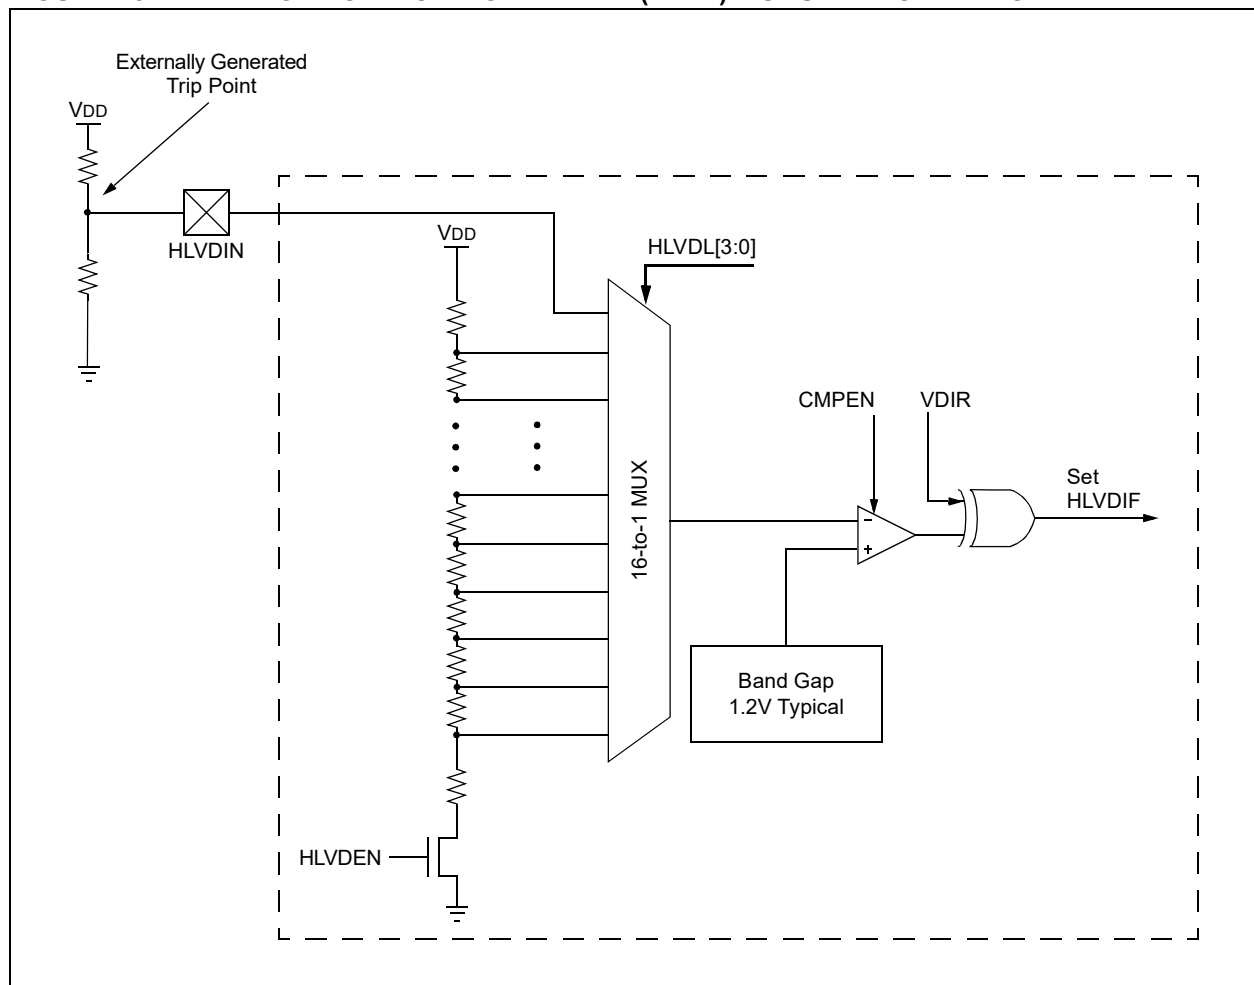 Externally Generated
Trip Point
VDD
HLVDIN
VDD
HLVDL[3:0]
CMPEN
VDIR
Set
HLVDIF
16-to-1 MUX
−
+
Band Gap
1.2V Typical
HLVDEN